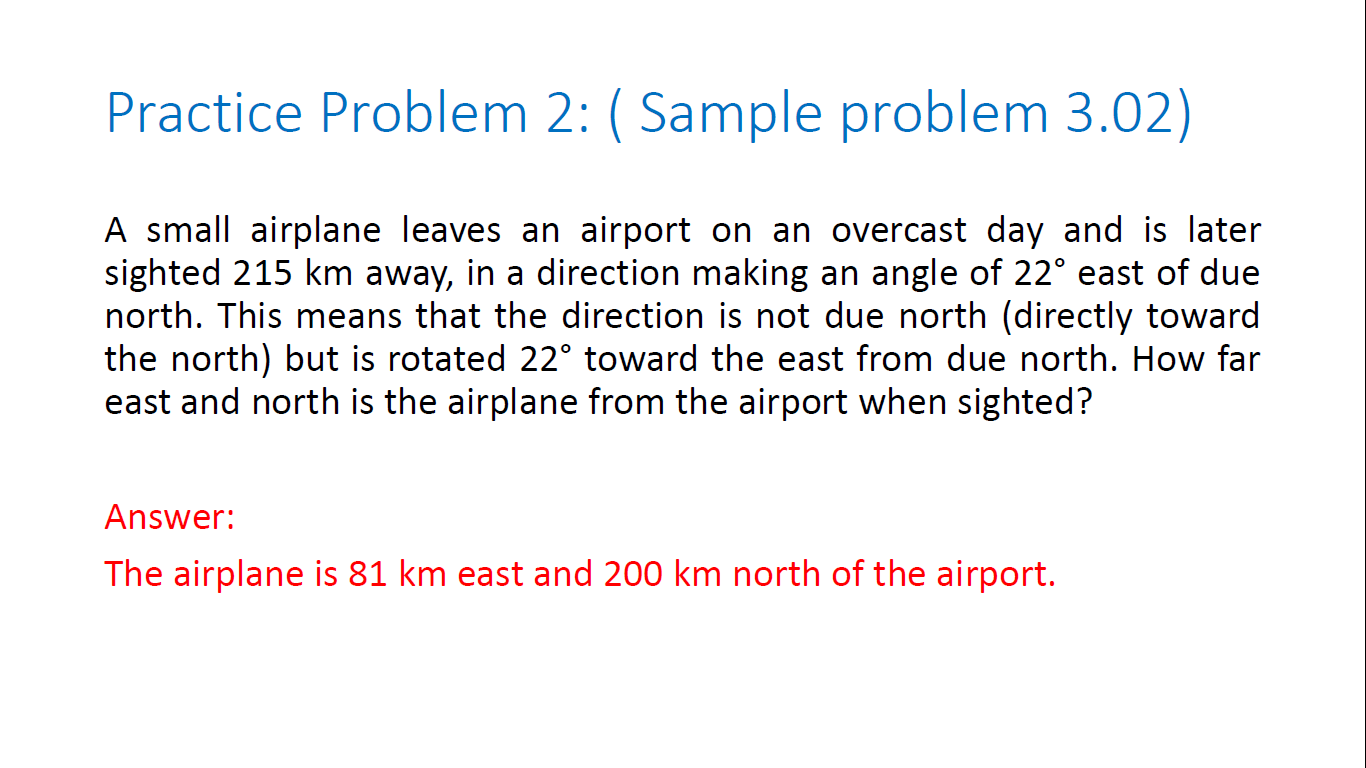 Practice Problem 2: ( Sample problem 3.02)
A small airplane leaves an airport on an overcast day and is later
sighted 215 km away, in a direction making an angle of 22° east of due
north. This means that the direction is not due north (directly toward
the north) but is rotated 22° toward the east from due north. How far
east and north is the airplane from the airport when sighted?
Answer:
The airplane is 81 km east and 200 km north of the airport.